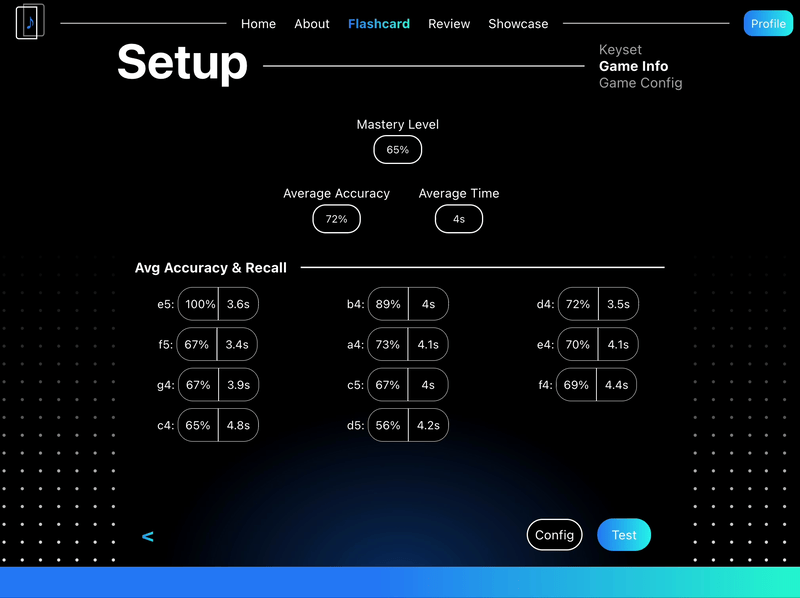 Home About Flashcard Review Showcase Profile
Setup
Keyset
Game Info
Game Config
Mastery Level
65%
Average Accuracy Average Time
72% 4s
Avg Accuracy & Recall
e5: 100% 3.6s b4: 89% 4s d4: 72% 3.5s
f5: 67% 3.4s a4: 73% 4.1s e4: 70% 4.1s
g4: 67% 3.9s c5: 67% 4s f4: 69% 4.4s
c4: 65% 4.8s d5: 56% 4.2s
< Config Test